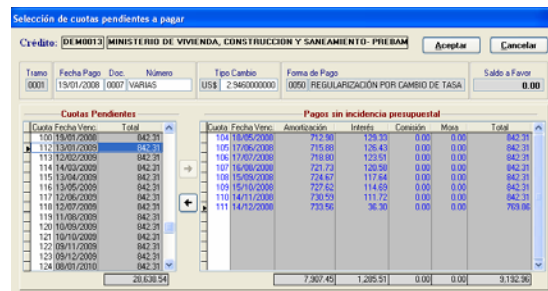 Selección de cuotas pendientes a pagar
Crédito: DEM0013 MINISTERIO DE VIVIENDA, CONSTRUCCION Y SANEAMIENTO- PREBAM Aceptar Cancelar
Tramo Fecha Pago Doc. Número Tipo Cambio Forma de Pago Saldo a Favor
0001 19/01/2008 0007 VARIAS US$ 2.9460000000 0050 REGULARIZACIÓN POR CAMBIO DE TASA 0.00
Cuotas Pendientes Pagos sin incidencia presupuestal
Cuota Fecha Venc. Total Cuota Fecha Venc. Amortización Interés Comisión Mora Total
100 19/01/2008 842.31 104 18/05/2008 712.98 129.33 0.00 0.00 842.31
112 13/01/2009 842.31 105 17/06/2008 715.88 126.43 0.00 0.00 842.31
113 12/02/2009 842.31 106 17/07/2008 718.80 123.51 0.00 0.00 842.31
114 14/03/2009 842.31 107 16/08/2008 721.73 120.58 0.00 0.00 842.31
115 13/04/2009 842.31 108 15/09/2008 724.67 117.64 0.00 0.00 842.31
116 13/05/2009 842.31 109 15/10/2008 727.62 114.69 0.00 0.00 842.31
117 12/06/2009 842.31 110 14/11/2008 730.59 111.72 0.00 0.00 842.31
118 12/07/2009 842.31 111 14/12/2008 733.56 36.30 0.00 0.00 769.86
119 11/08/2009 842.31
120 10/09/2009 842.31
121 10/10/2009 842.31
122 09/11/2009 842.31
123 09/12/2009 842.31
124 08/01/2010 842.31
28,638.54 7,907.45 1,285.51 0.00 0.00 9,132.96